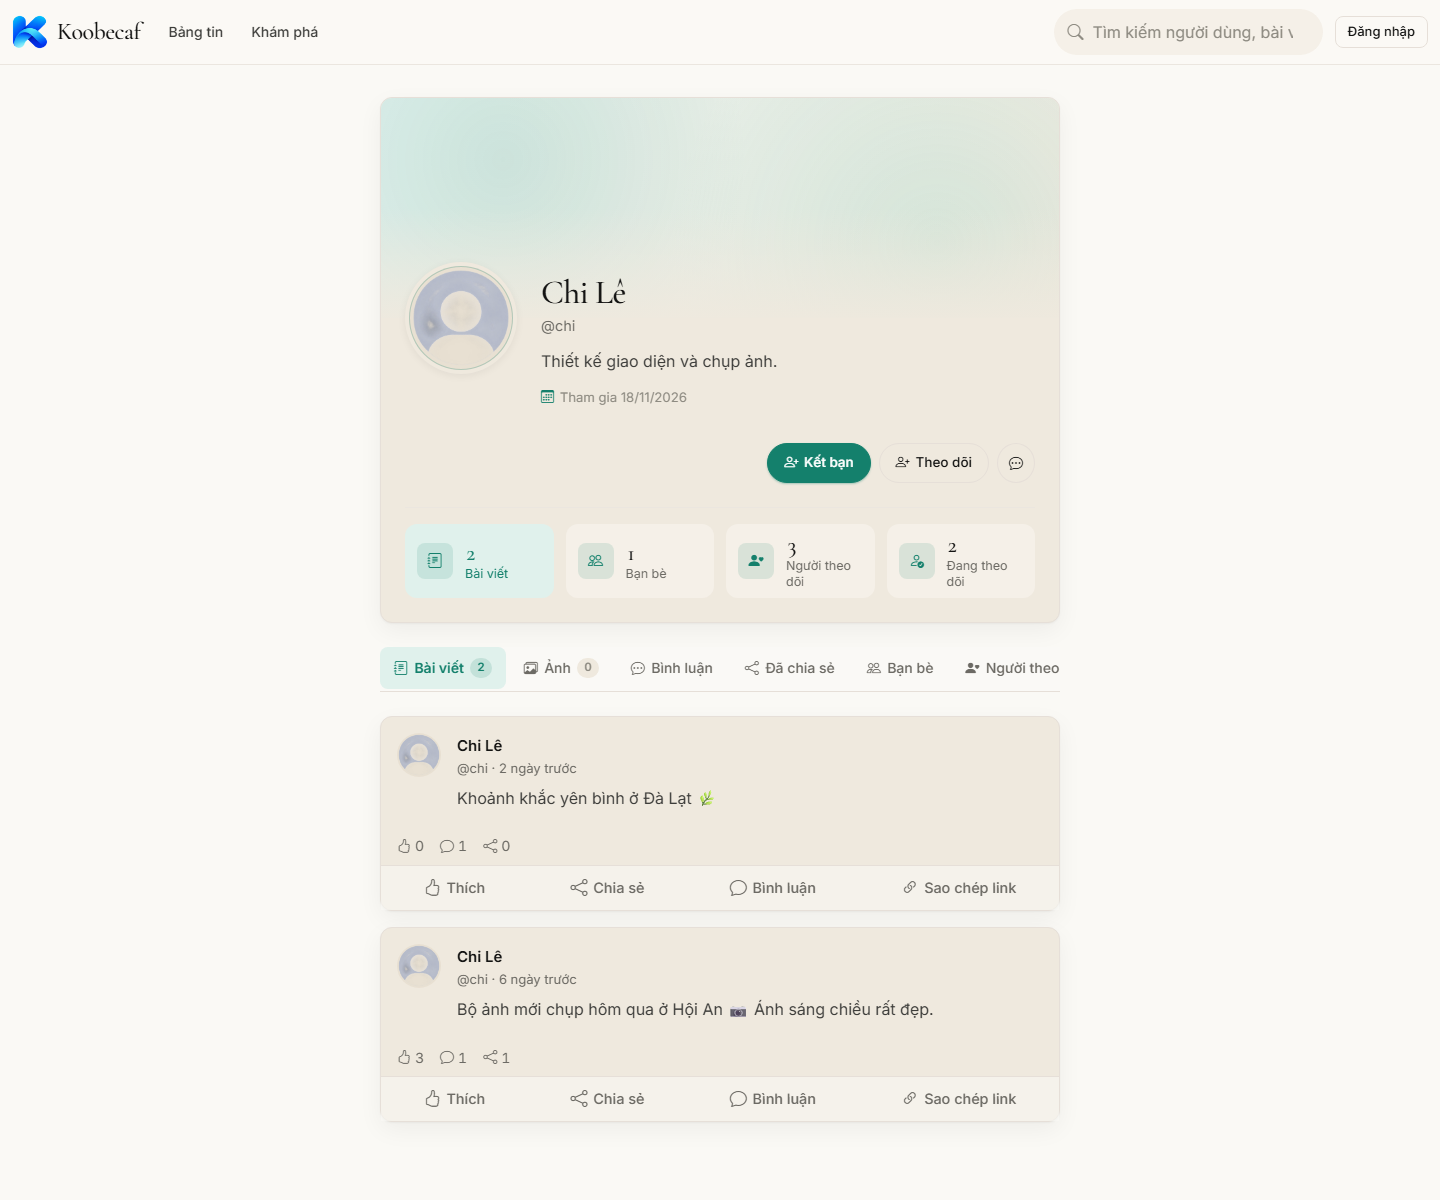 Koobecaf
Bảng tin
Khám phá
Tìm kiếm người dùng, bài v
Đăng nhập
Chi Lê
@chi
Thiết kế giao diện và chụp ảnh.
Tham gia 18/11/2026
Kết bạn
Theo dõi
2
Bài viết
1
Bạn bè
3
Người theo
dõi
2
Đang theo
dõi
Bài viết 2
Ảnh 0
Bình luận
Đã chia sẻ
Bạn bè
Người theo
Chi Lê
@chi · 2 ngày trước
Khoảnh khắc yên bình ở Đà Lạt 🌿
0 1 0
Thích
Chia sẻ
Bình luận
Sao chép link
Chi Lê
@chi · 6 ngày trước
Bộ ảnh mới chụp hôm qua ở Hội An 📷 Ánh sáng chiều rất đẹp.
3 1 1
Thích
Chia sẻ
Bình luận
Sao chép link